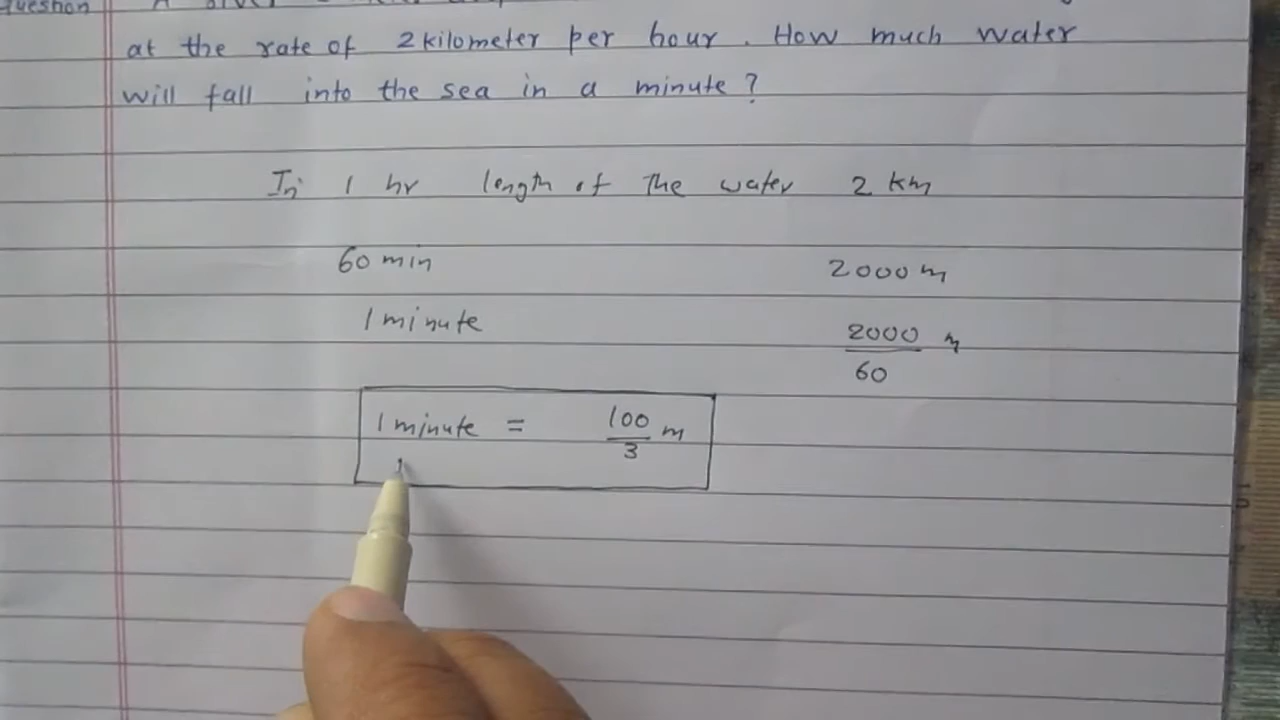 Question A river
at the rate of 2 kilometer per hour. How much water
will fall into the sea in a minute?
In 1 hr length of The water 2 km
60 min 2000 m
1 minute 2000/60 m
1 minute = 100/3 m